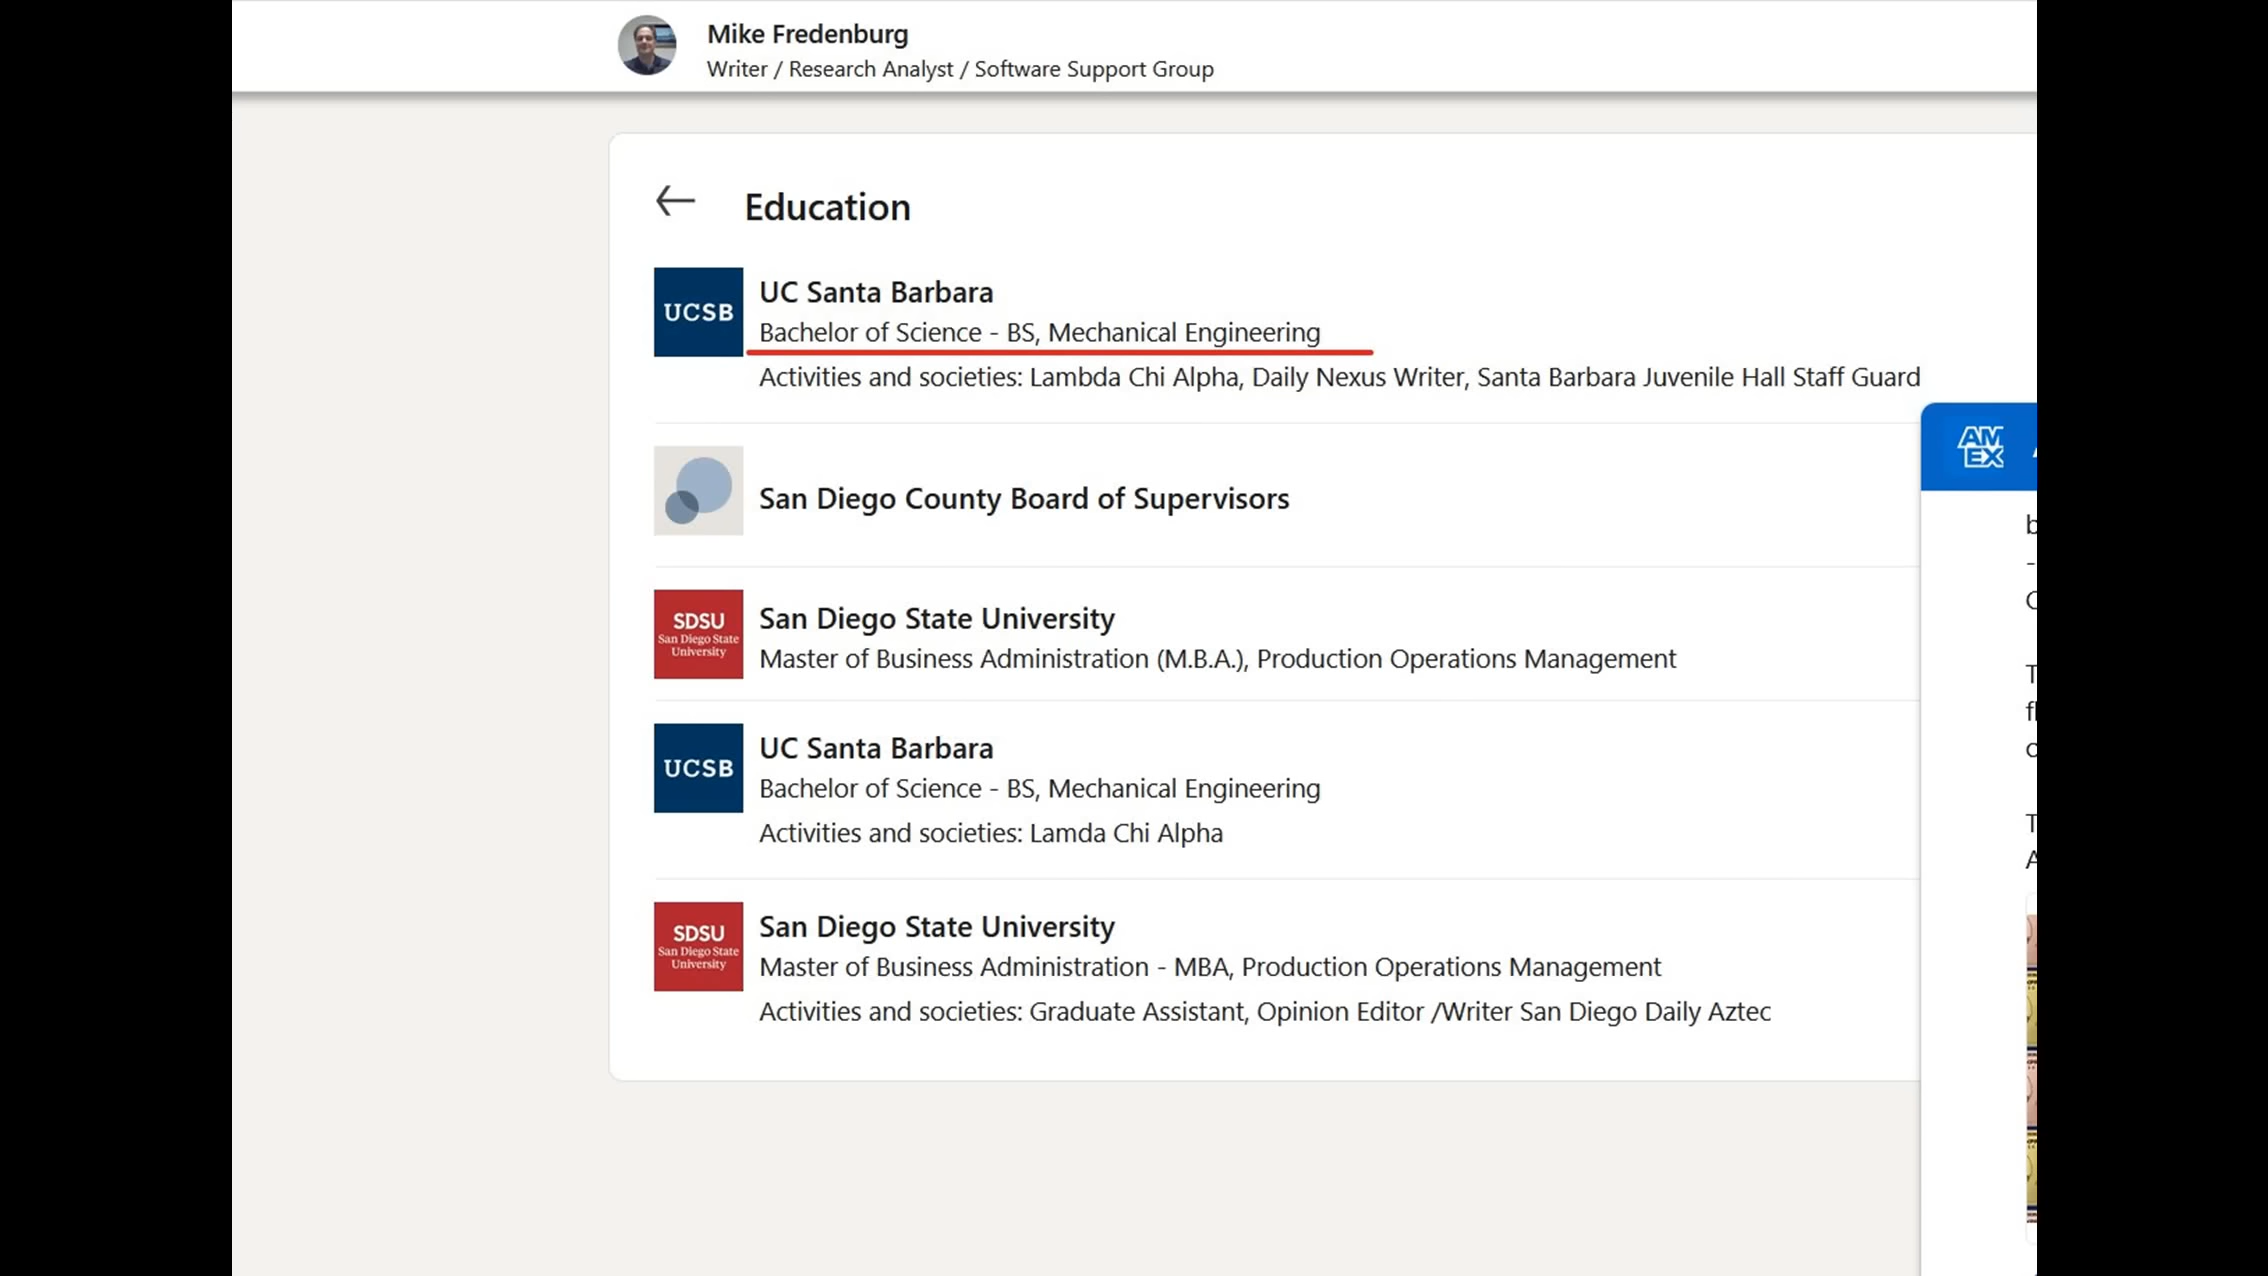 Mike Fredenburg
Writer / Research Analyst / Software Support Group
Education
UCSB
UC Santa Barbara
Bachelor of Science - BS, Mechanical Engineering
Activities and societies: Lambda Chi Alpha, Daily Nexus Writer, Santa Barbara Juvenile Hall Staff Guard
AM
EX
San Diego County Board of Supervisors
SDSU
San Diego State
University
San Diego State University
Master of Business Administration (M.B.A.), Production Operations Management
UCSB
UC Santa Barbara
Bachelor of Science - BS, Mechanical Engineering
Activities and societies: Lamda Chi Alpha
SDSU
San Diego State
University
San Diego State University
Master of Business Administration - MBA, Production Operations Management
Activities and societies: Graduate Assistant, Opinion Editor /Writer San Diego Daily Aztec